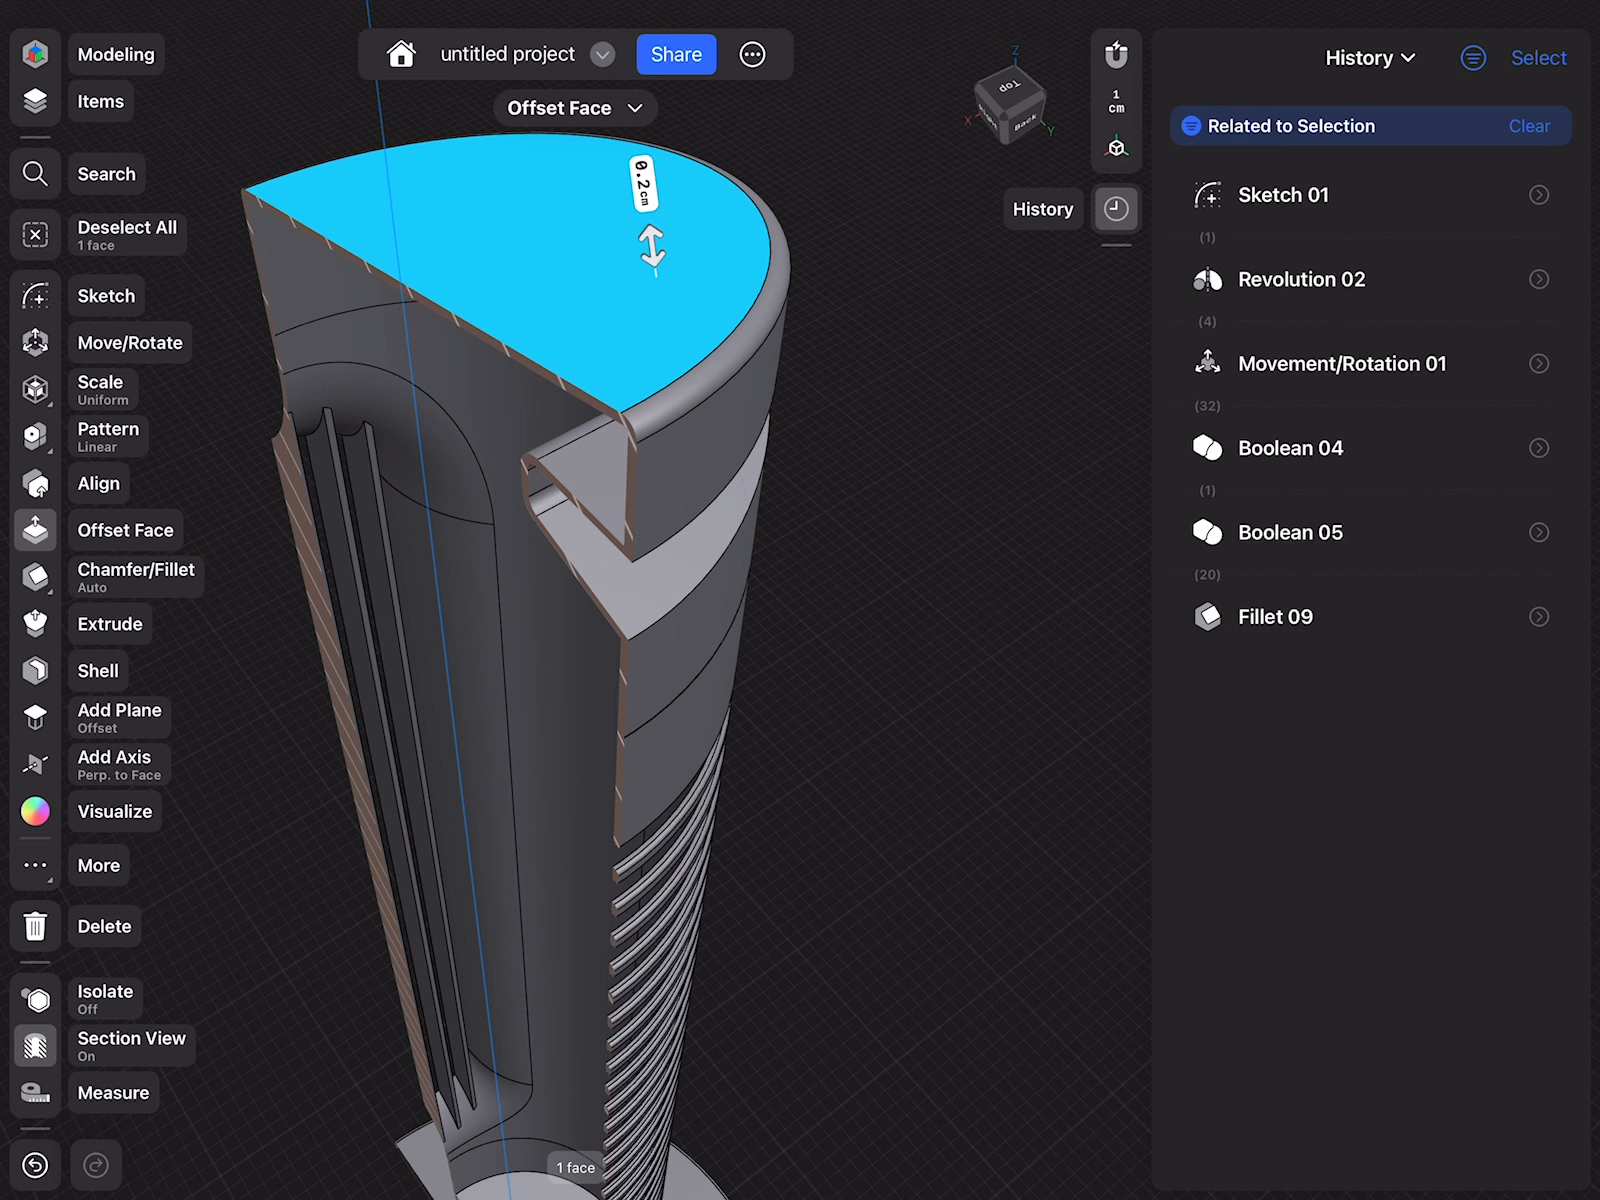 Modeling
Items
Search
Deselect All
1 face
Sketch
Move/Rotate
Scale
Uniform
Pattern
Linear
Align
Offset Face
Chamfer/Fillet
Auto
Extrude
Shell
Add Plane
Offset
Add Axis
Perp. to Face
Visualize
More
Delete
Isolate
Off
Section View
On
Measure
untitled project
Share
Offset Face
0.2 cm
1 face
Z
Top
Back
X
Y
1
cm
History
History
Select
Related to Selection
Clear
Sketch 01
(1)
Revolution 02
(4)
Movement/Rotation 01
(32)
Boolean 04
(1)
Boolean 05
(20)
Fillet 09